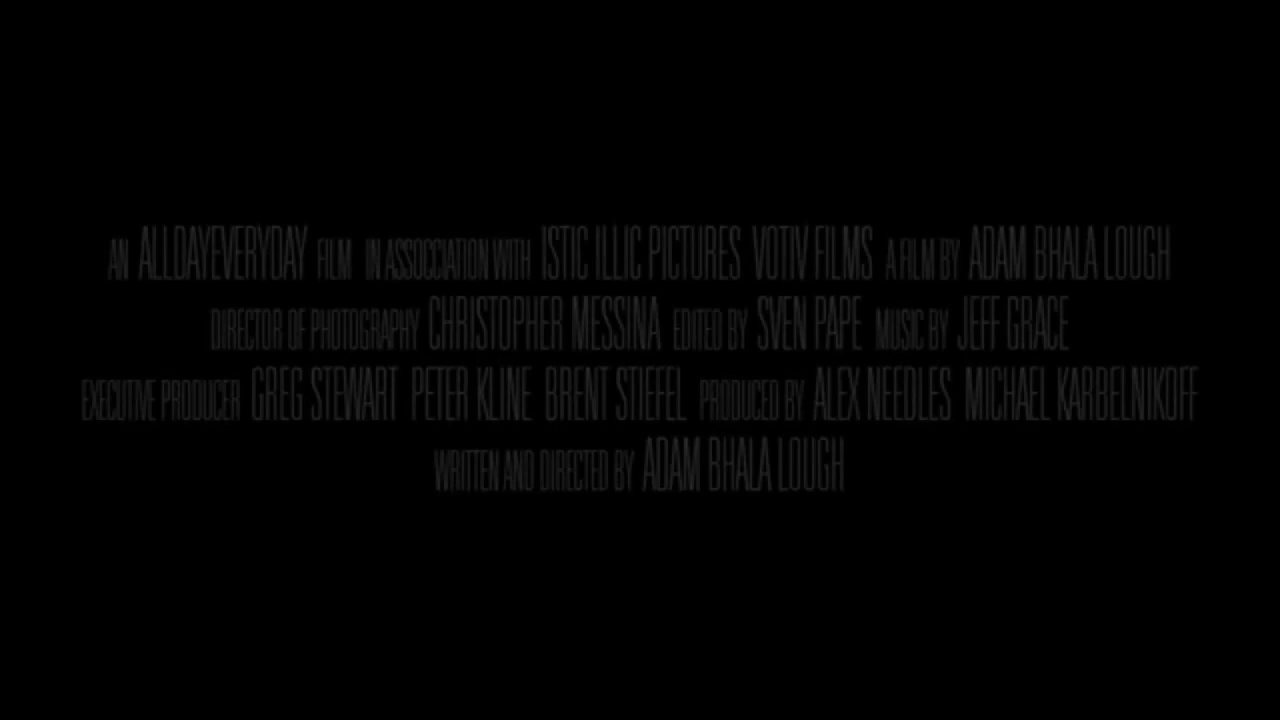 AN ALLDAYEVERYDAY FILM IN ASSOCCIATION WITH ISTIC ILLIC PICTURES VOTIV FILMS A FILM BY ADAM BHALA LOUGH
DIRECTOR OF PHOTOGRAPHY CHRISTOPHER MESSINA EDITED BY SVEN PAPE MUSIC BY JEFF GRACE
EXECUTIVE PRODUCER GREG STEWART PETER KLINE BRENT STIEFEL PRODUCED BY ALEX NEEDLES MICHAEL KARBELNIKOFF
WRITTEN AND DIRECTED BY ADAM BHALA LOUGH